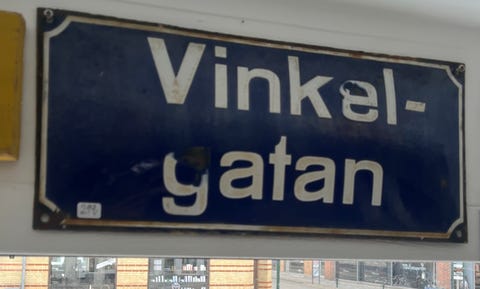 Vinkel-
gatan